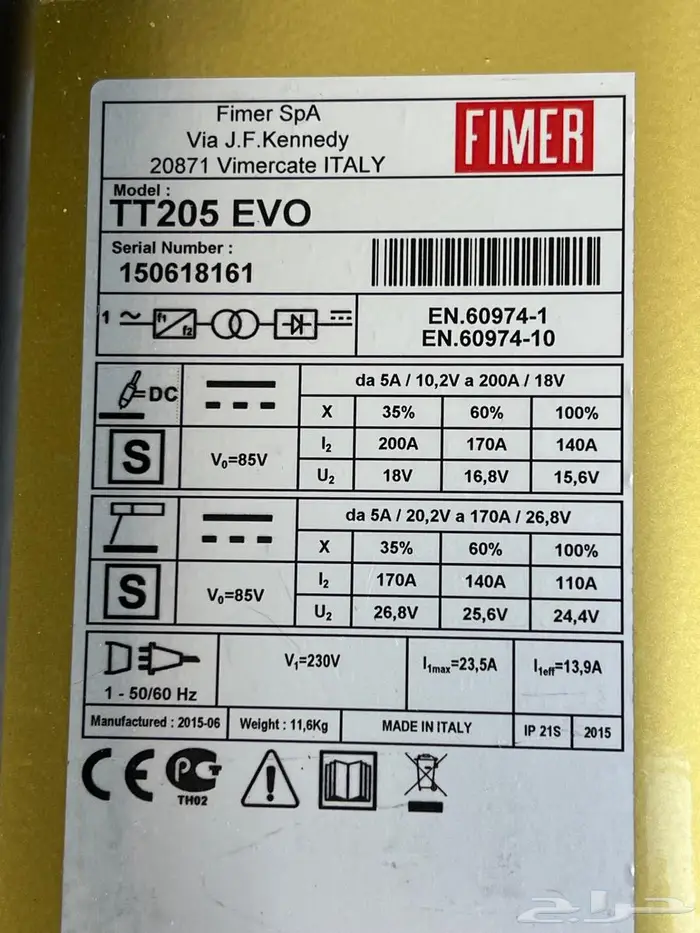 Fimer SpA
Via J.F.Kennedy
20871 Vimercate ITALY
FIMER
Model :
TT205 EVO
Serial Number :
150618161
1 ~ f1 f2
EN.60974-1
EN.60974-10
=DC
da 5A / 10,2V a 200A / 18V
X 35% 60% 100%
S
V₀=85V
I₂ 200A 170A 140A
U₂ 18V 16,8V 15,6V
da 5A / 20,2V a 170A / 26,8V
X 35% 60% 100%
S
V₀=85V
I₂ 170A 140A 110A
U₂ 26,8V 25,6V 24,4V
1 - 50/60 Hz
V₁=230V
I1max=23,5A
I1eff=13,9A
Manufactured : 2015-06
Weight : 11,6Kg
MADE IN ITALY
IP 21S
2015
CE
PCT
TH02
حراج